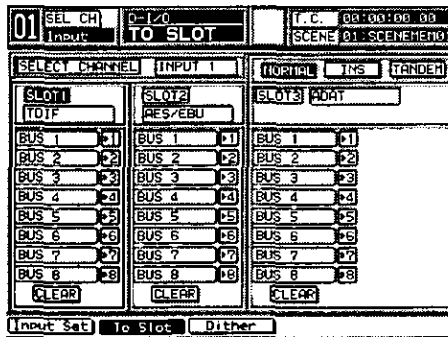 01 SEL CH D-I/O T.C. 00:00:00 00
Input TO SLOT SCENE 01:SCENEMEMO1
SELECT CHANNEL INPUT 1 NORMAL INS TANDEM
SLOT1 SLOT2 SLOT3 ADAT
TDIF AES/EBU
BUS 1 ▸1 BUS 1 ▸1 BUS 1 ▸1
BUS 2 ▸2 BUS 2 ▸2 BUS 2 ▸2
BUS 3 ▸3 BUS 3 ▸3 BUS 3 ▸3
BUS 4 ▸4 BUS 4 ▸4 BUS 4 ▸4
BUS 5 ▸5 BUS 5 ▸5 BUS 5 ▸5
BUS 6 ▸6 BUS 6 ▸6 BUS 6 ▸6
BUS 7 ▸7 BUS 7 ▸7 BUS 7 ▸7
BUS 8 ▸8 BUS 8 ▸8 BUS 8 ▸8
CLEAR CLEAR CLEAR
Input Set To Slot Dither